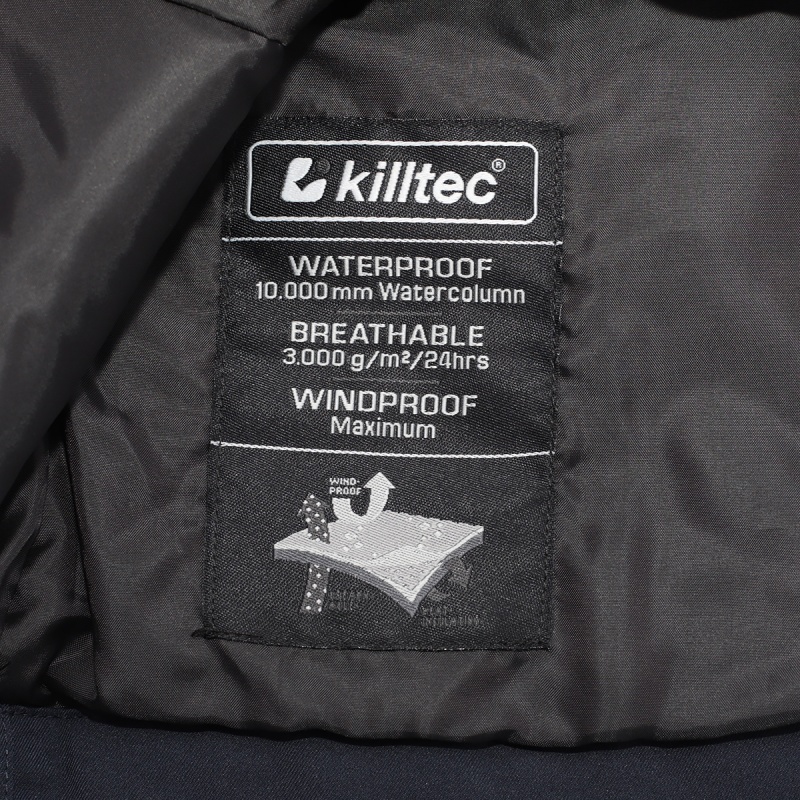 killtec®
WATERPROOF
10.000 mm Watercolumn
BREATHABLE
3.000 g/m²/24hrs
WINDPROOF
Maximum
WIND-
PROOF